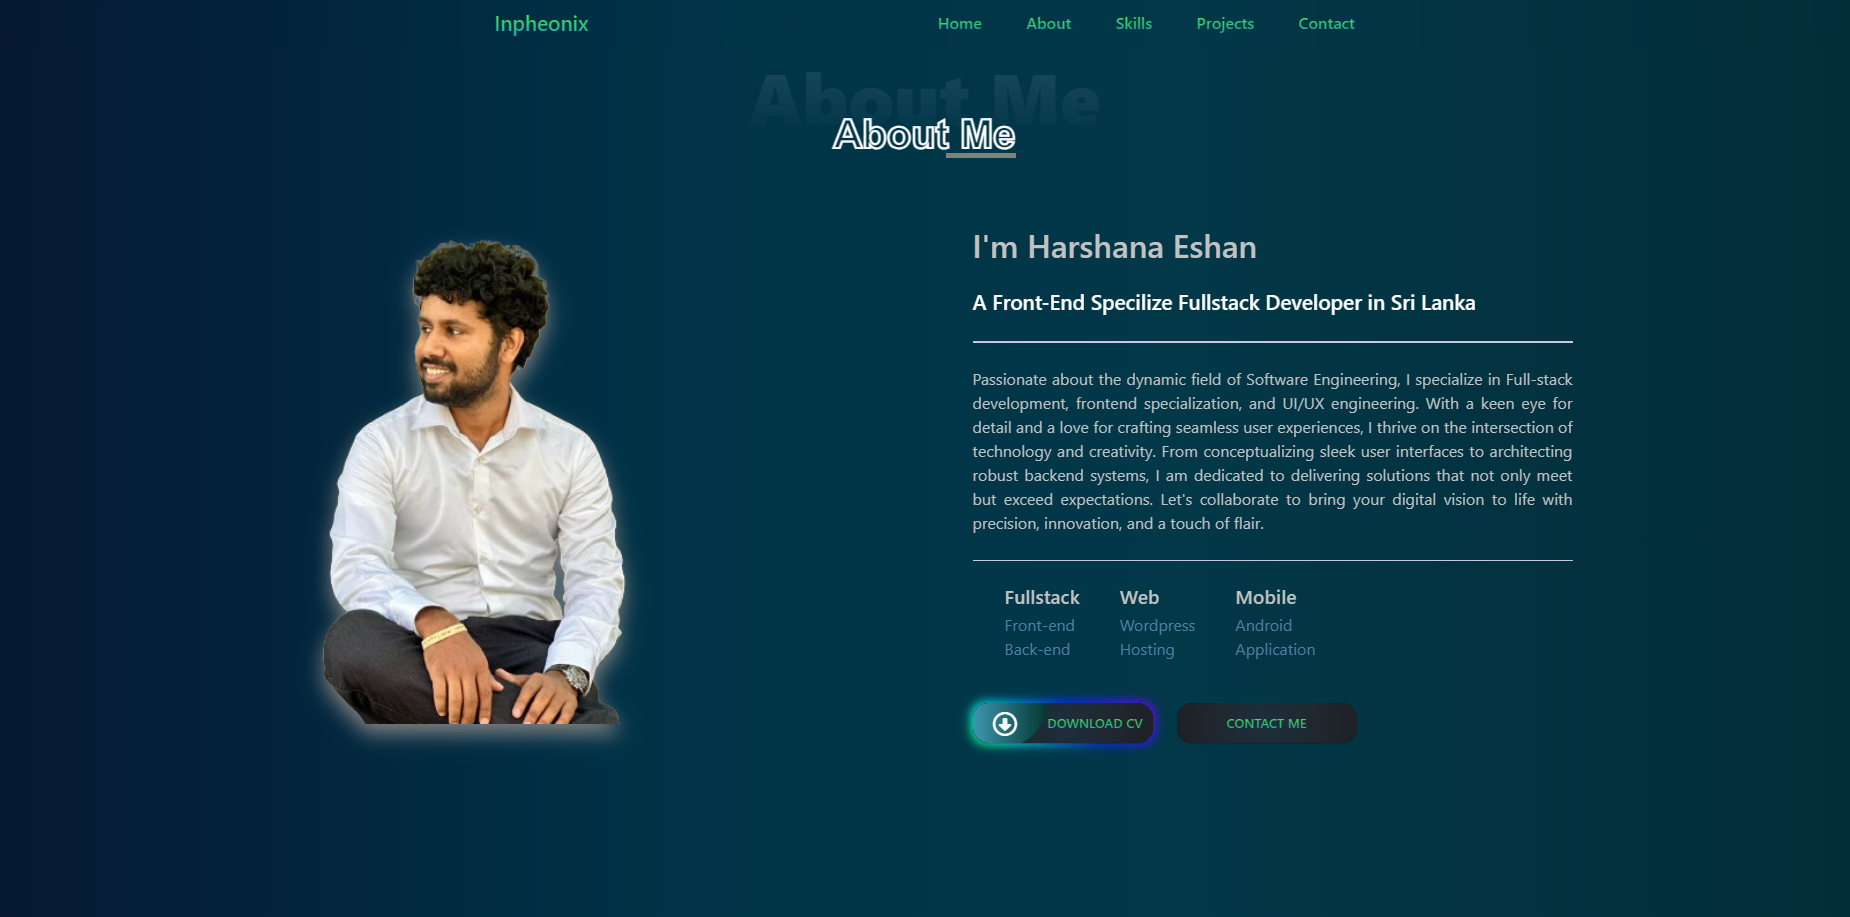 Inpheonix Home About Skills Projects Contact
About Me
About Me
I'm Harshana Eshan
A Front-End Specilize Fullstack Developer in Sri Lanka
Passionate about the dynamic field of Software Engineering, I specialize in Full-stack
development, frontend specialization, and UI/UX engineering. With a keen eye for
detail and a love for crafting seamless user experiences, I thrive on the intersection of
technology and creativity. From conceptualizing sleek user interfaces to architecting
robust backend systems, I am dedicated to delivering solutions that not only meet
but exceed expectations. Let's collaborate to bring your digital vision to life with
precision, innovation, and a touch of flair.
Fullstack Web Mobile
Front-end Wordpress Android
Back-end Hosting Application
DOWNLOAD CV CONTACT ME